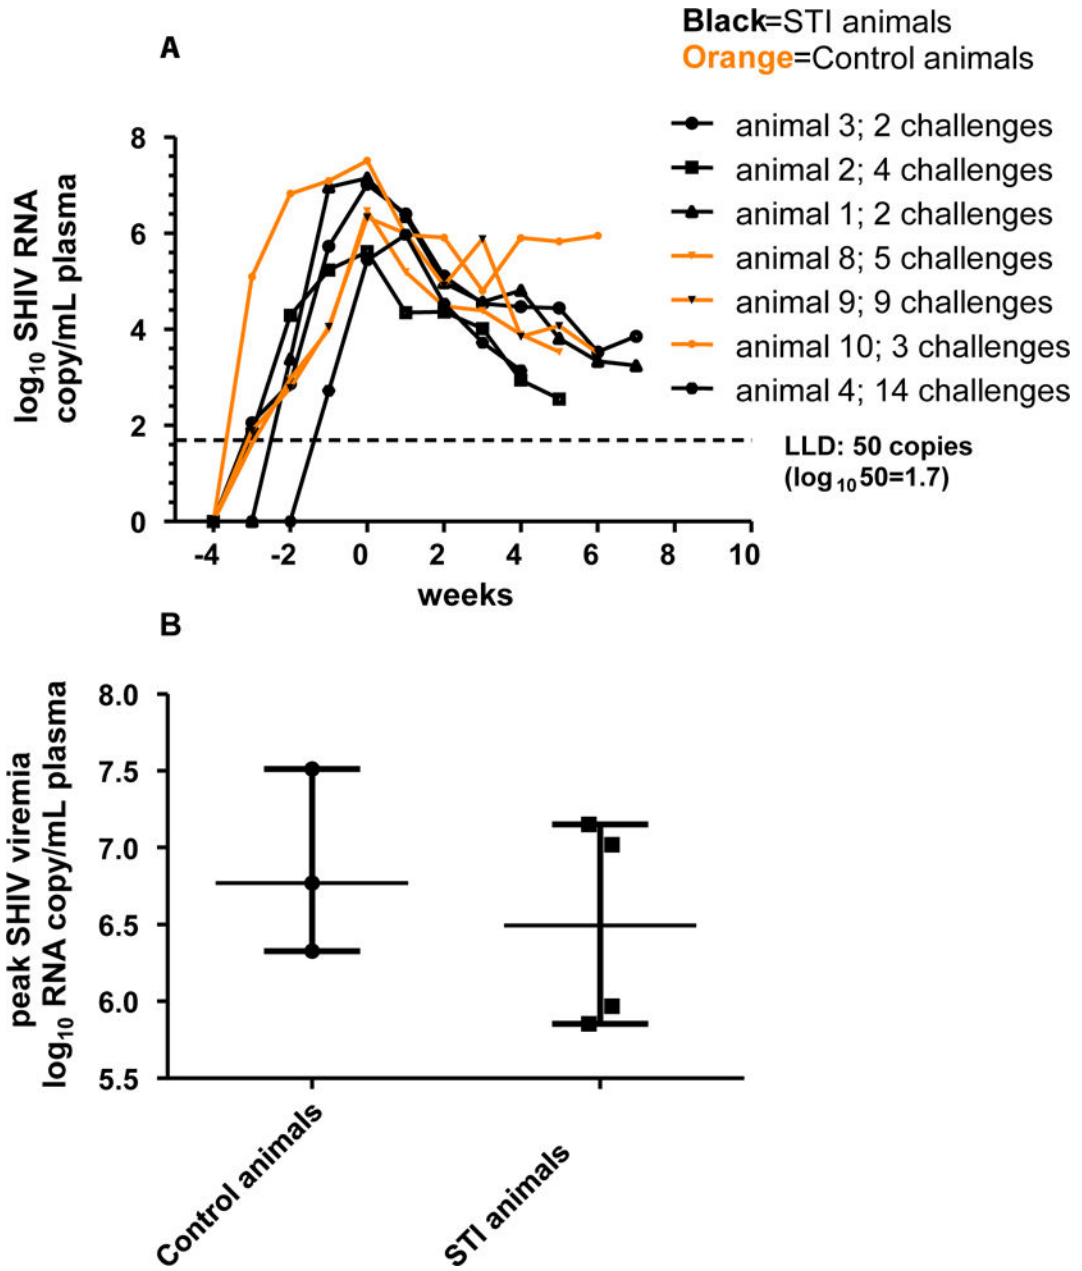 A
Black=STI animals
Orange=Control animals
animal 3; 2 challenges
animal 2; 4 challenges
animal 1; 2 challenges
animal 8; 5 challenges
animal 9; 9 challenges
animal 10; 3 challenges
animal 4; 14 challenges
LLD: 50 copies
(log10 50=1.7)
log10 SHIV RNA
copy/mL plasma
8
6
4
2
0
-4 -2 0 2 4 6 8 10
weeks
B
peak SHIV viremia
log10 RNA copy/mL plasma
8.0
7.5
7.0
6.5
6.0
5.5
Control animals
STI animals